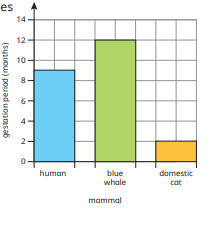 es
14
12
10
8
6
4
2
0
gestation period (months)
human
blue whale
domestic cat
mammal